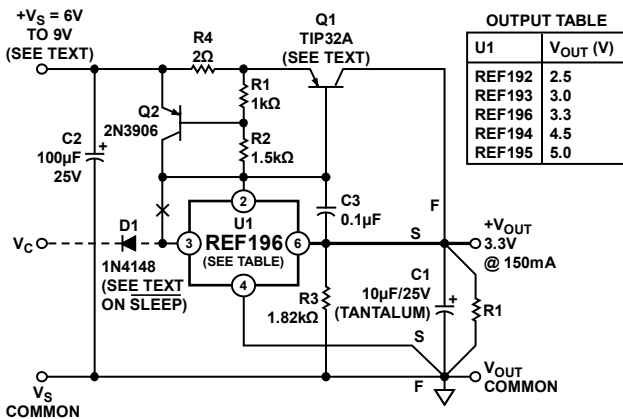 +VS = 6V
TO 9V
(SEE TEXT)
R4
2Ω
Q1
TIP32A
(SEE TEXT)
OUTPUT TABLE
U1 VOUT (V)
REF192 2.5
REF193 3.0
REF196 3.3
REF194 4.5
REF195 5.0
Q2
2N3906
R1
1kΩ
R2
1.5kΩ
C2
100µF
25V
+
2
U1
REF196
(SEE TABLE)
3
6
4
C3
0.1µF
F
S
+VOUT
3.3V
@ 150mA
VC
D1
1N4148
(SEE TEXT
ON SLEEP)
R3
1.82kΩ
C1
10µF/25V
(TANTALUM)
+
R1
S
F
VS
COMMON
VOUT
COMMON